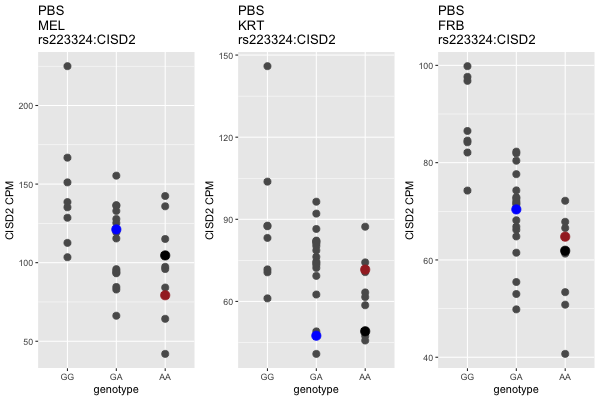 PBS
MEL
rs223324:CISD2
CISD2 CPM
200
150
100
50
GG GA AA
genotype
PBS
KRT
rs223324:CISD2
CISD2 CPM
150
120
90
60
GG GA AA
genotype
PBS
FRB
rs223324:CISD2
CISD2 CPM
100
80
60
40
GG GA AA
genotype